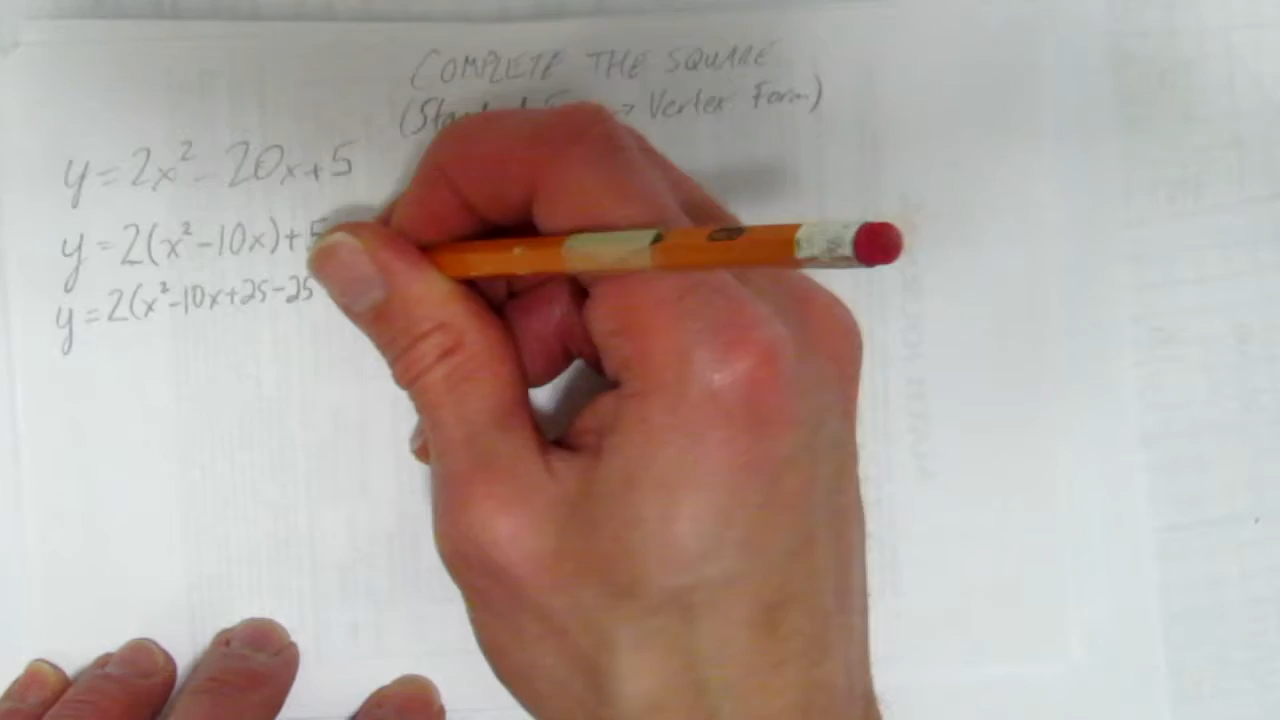 COMPLETE THE SQUARE
Vertex Form)
y = 2x² - 20x + 5
y = 2(x² - 10x) + 5
y = 2(x² - 10x + 25 - 25